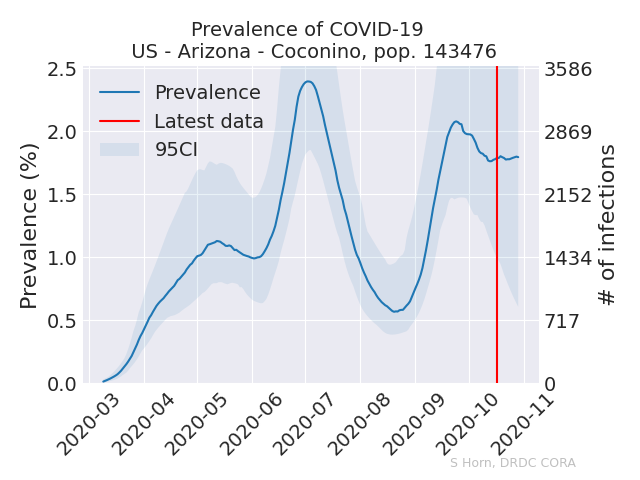 Prevalence of COVID-19
US - Arizona - Coconino, pop. 143476
Prevalence (%)
2.5
2.0
1.5
1.0
0.5
0.0
Prevalence
Latest data
95CI
3586
2869
2152
1434
717
0
# of infections
2020-03
2020-04
2020-05
2020-06
2020-07
2020-08
2020-09
2020-10
2020-11
S Horn, DRDC CORA